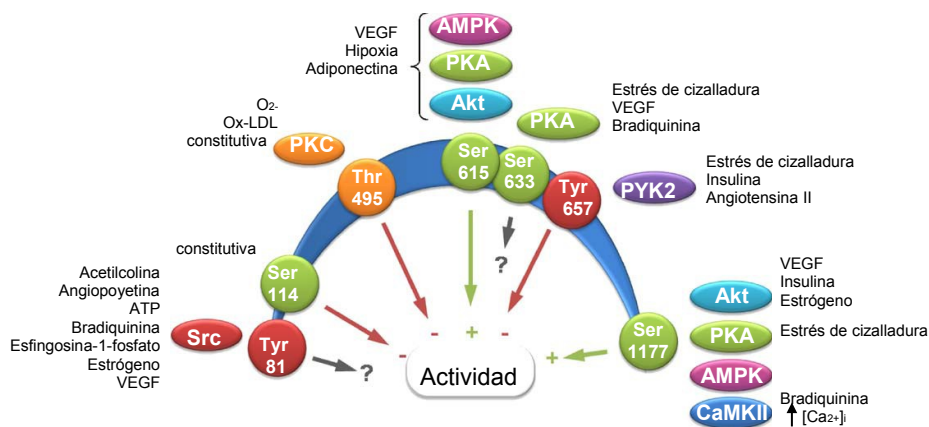 VEGF
Hipoxia
Adiponectina
AMPK
PKA
Akt
O2-
Ox-LDL
constitutiva
PKC
PKA
Estrés de cizalladura
VEGF
Bradiquinina
Thr
495
Ser
615
Ser
633
Tyr
657
PYK2
Estrés de cizalladura
Insulina
Angiotensina II
constitutiva
Ser
114
?
Acetilcolina
Angiopoyetina
ATP
Bradiquinina
Esfingosina-1-fosfato
Estrógeno
VEGF
Src
Tyr
81
?
-
-
+
-
+
Actividad
Ser
1177
Akt
VEGF
Insulina
Estrógeno
PKA
Estrés de cizalladura
AMPK
CaMKII
Bradiquinina
[Ca2+]i